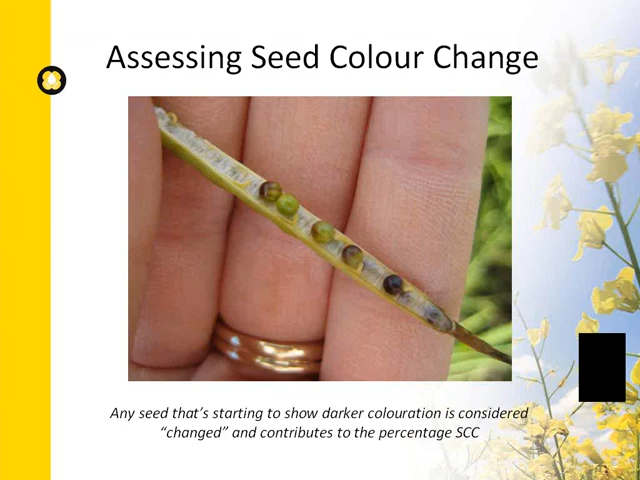 Assessing Seed Colour Change
Any seed that’s starting to show darker colouration is considered
“changed” and contributes to the percentage SCC